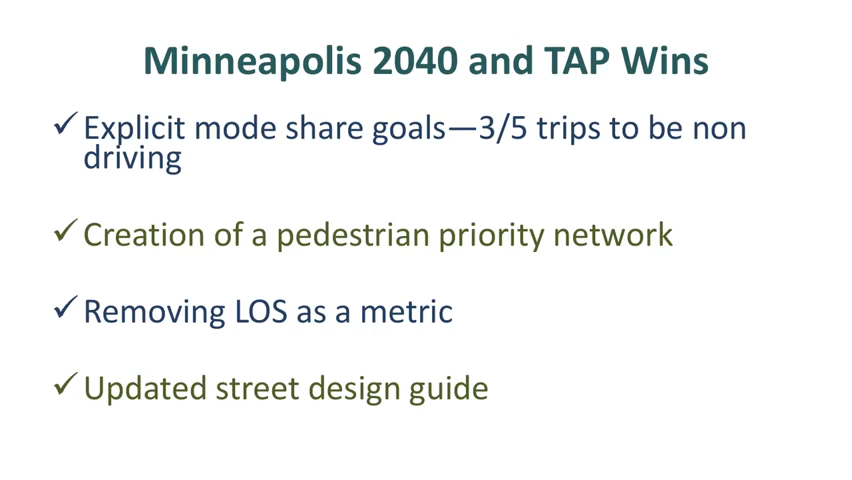 Minneapolis 2040 and TAP Wins
✓ Explicit mode share goals—3/5 trips to be non
driving
✓ Creation of a pedestrian priority network
✓ Removing LOS as a metric
✓ Updated street design guide